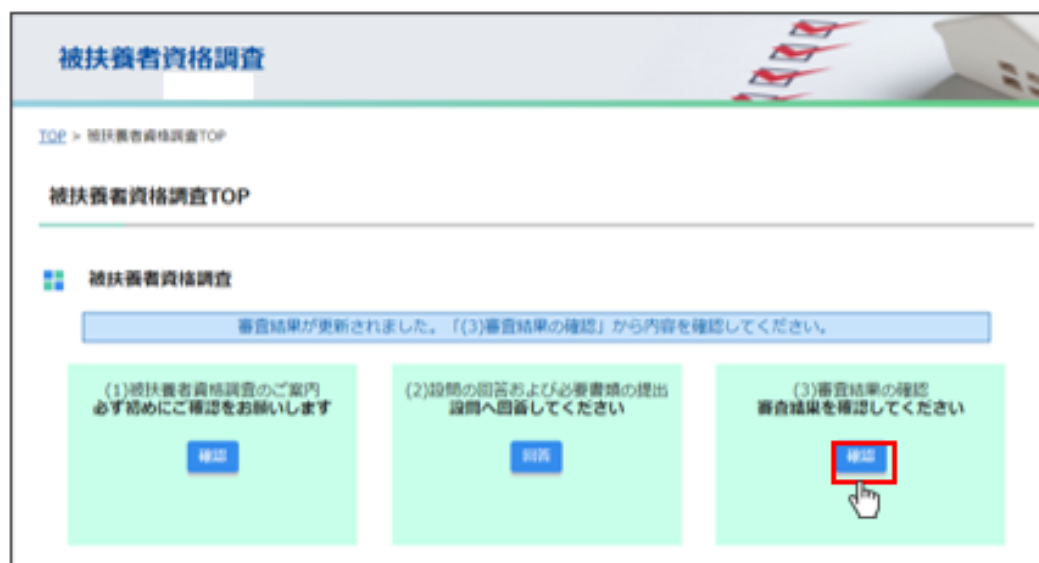 被扶養者資格調査
TOP > 被扶養者資格調査TOP
被扶養者資格調査TOP
被扶養者資格調査
審査結果が更新されました。「(3)審査結果の確認」から内容を確認してください。
(1)被扶養者資格調査のご案内
必ず初めにご確認をお願いします
確認
(2)設問の回答および必要書類の提出
設問へ回答してください
回答
(3)審査結果の確認
審査結果を確認してください
確認